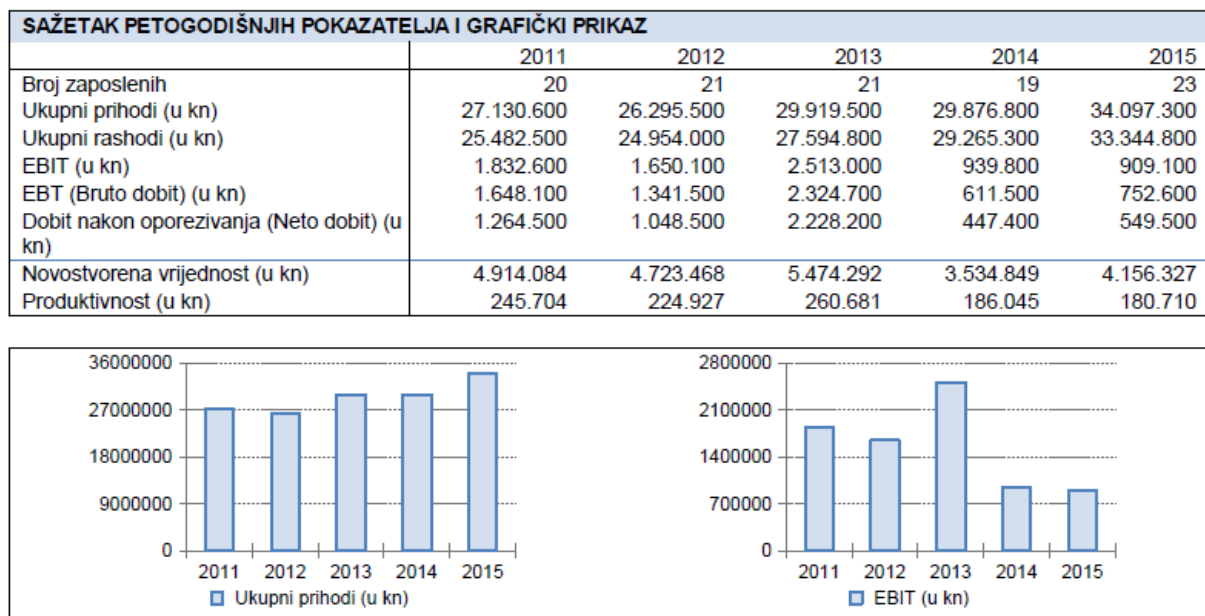 SAŽETAK PETOGODIŠNJIH POKAZATELJA I GRAFIČKI PRIKAZ
2011 2012 2013 2014 2015
Broj zaposlenih 20 21 21 19 23
Ukupni prihodi (u kn) 27.130.600 26.295.500 29.919.500 29.876.800 34.097.300
Ukupni rashodi (u kn) 25.482.500 24.954.000 27.594.800 29.265.300 33.344.800
EBIT (u kn) 1.832.600 1.650.100 2.513.000 939.800 909.100
EBT (Bruto dobit) (u kn) 1.648.100 1.341.500 2.324.700 611.500 752.600
Dobit nakon oporezivanja (Neto dobit) (u 1.264.500 1.048.500 2.228.200 447.400 549.500
kn)
Novostvorena vrijednost (u kn) 4.914.084 4.723.468 5.474.292 3.534.849 4.156.327
Produktivnost (u kn) 245.704 224.927 260.681 186.045 180.710
36000000
27000000
18000000
9000000
0
2011 2012 2013 2014 2015
Ukupni prihodi (u kn)
2800000
2100000
1400000
700000
0
2011 2012 2013 2014 2015
EBIT (u kn)